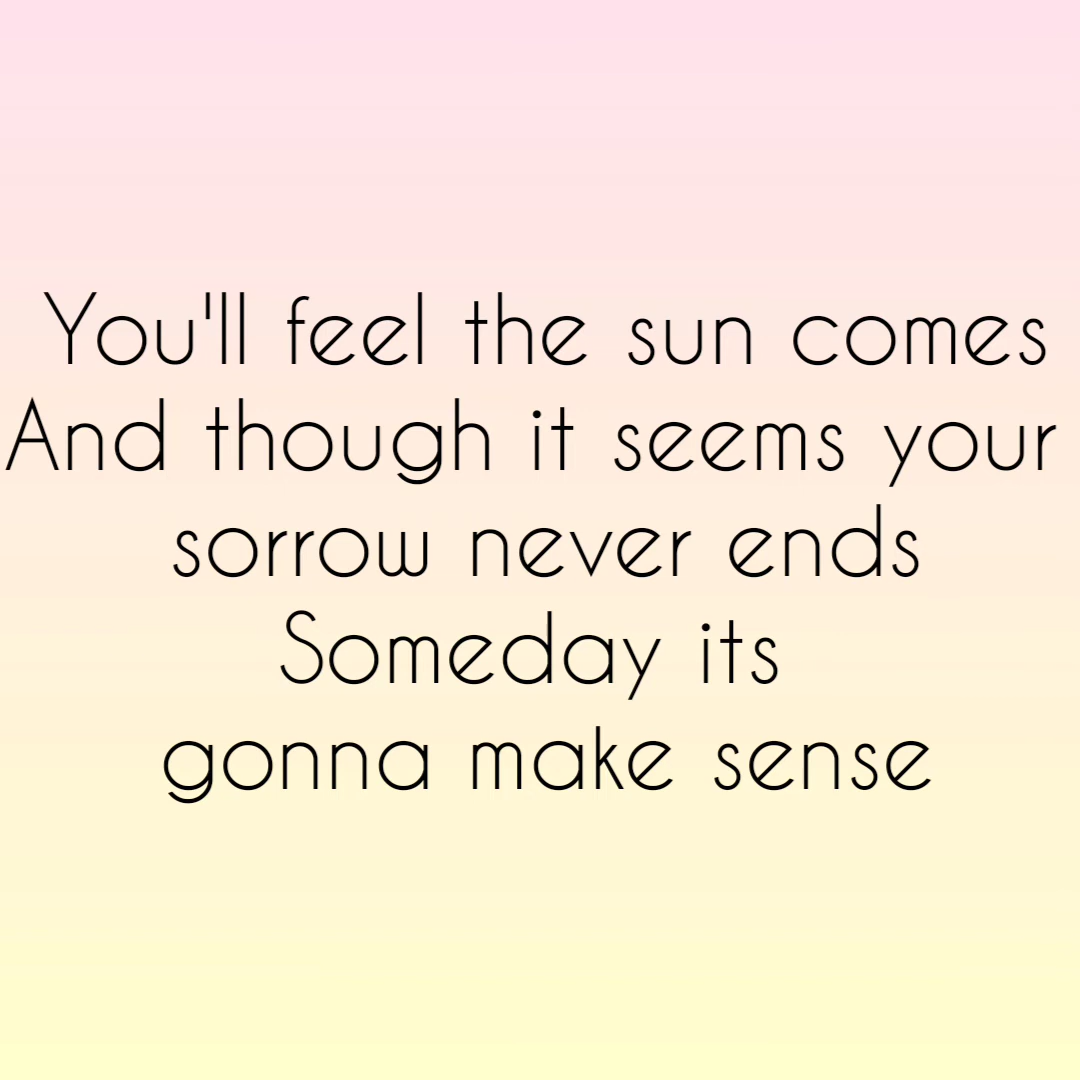 You'll feel the sun comes
And though it seems your
sorrow never ends
Someday its
gonna make sense